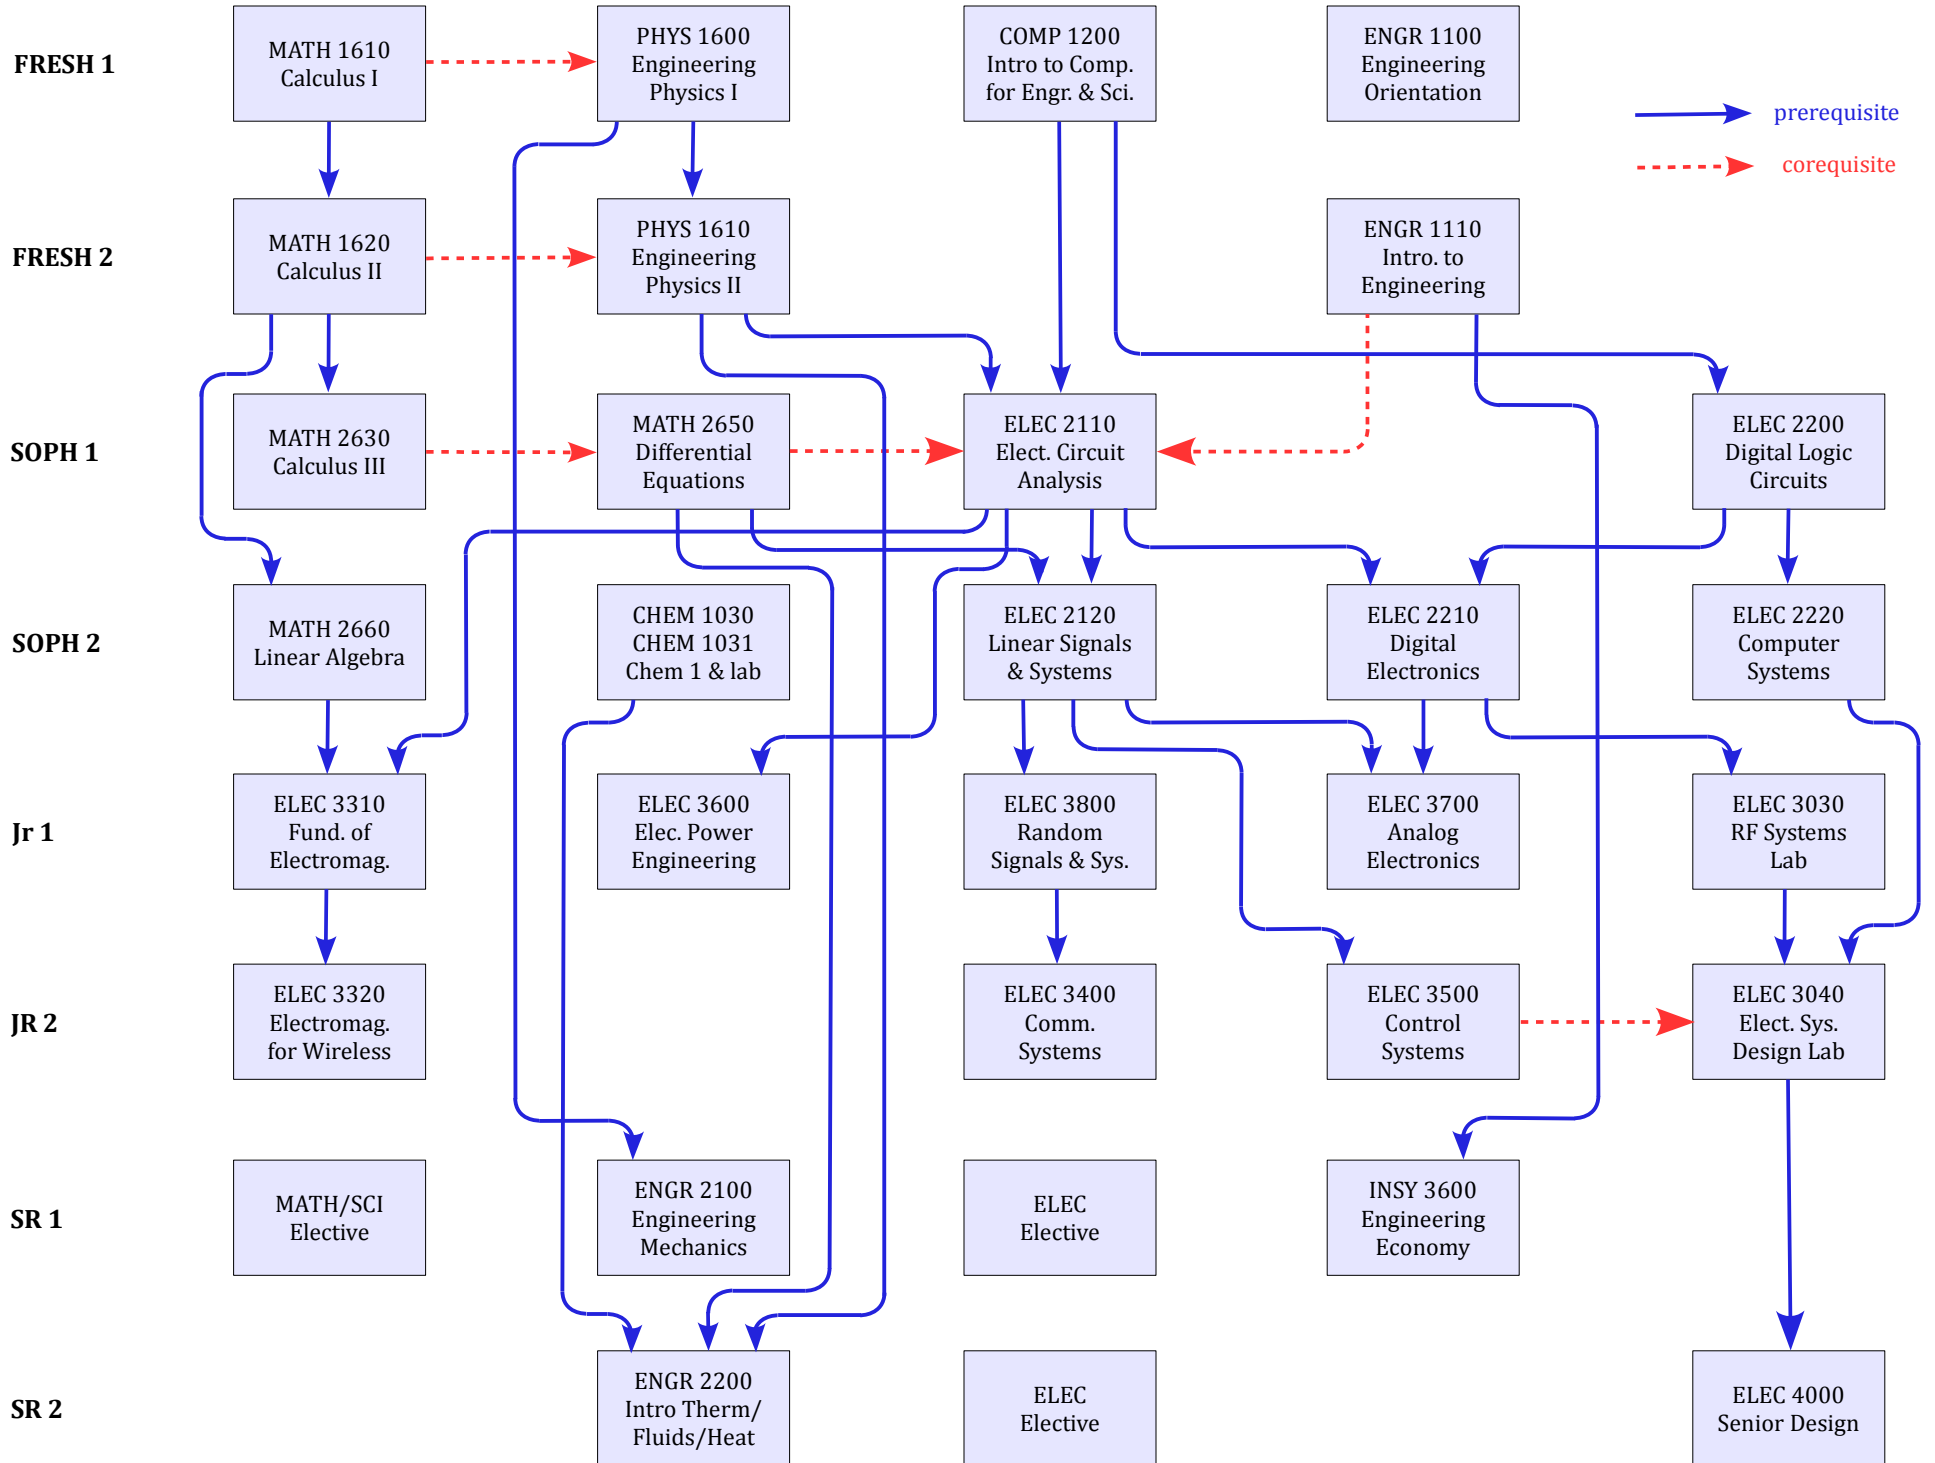 FRESH 1
MATH 1610
Calculus I
PHYS 1600
Engineering
Physics I
COMP 1200
Intro to Comp.
for Engr. & Sci.
ENGR 1100
Engineering
Orientation
prerequisite
corequisite
FRESH 2
MATH 1620
Calculus II
PHYS 1610
Engineering
Physics II
ENGR 1110
Intro. to
Engineering
SOPH 1
MATH 2630
Calculus III
MATH 2650
Differential
Equations
ELEC 2110
Elect. Circuit
Analysis
ELEC 2200
Digital Logic
Circuits
SOPH 2
MATH 2660
Linear Algebra
CHEM 1030
CHEM 1031
Chem 1 & lab
ELEC 2120
Linear Signals
& Systems
ELEC 2210
Digital
Electronics
ELEC 2220
Computer
Systems
Jr 1
ELEC 3310
Fund. of
Electromag.
ELEC 3600
Elec. Power
Engineering
ELEC 3800
Random
Signals & Sys.
ELEC 3700
Analog
Electronics
ELEC 3030
RF Systems
Lab
JR 2
ELEC 3320
Electromag.
for Wireless
ELEC 3400
Comm.
Systems
ELEC 3500
Control
Systems
ELEC 3040
Elect. Sys.
Design Lab
SR 1
MATH/SCI
Elective
ENGR 2100
Engineering
Mechanics
ELEC
Elective
INSY 3600
Engineering
Economy
SR 2
ENGR 2200
Intro Therm/
Fluids/Heat
ELEC
Elective
ELEC 4000
Senior Design